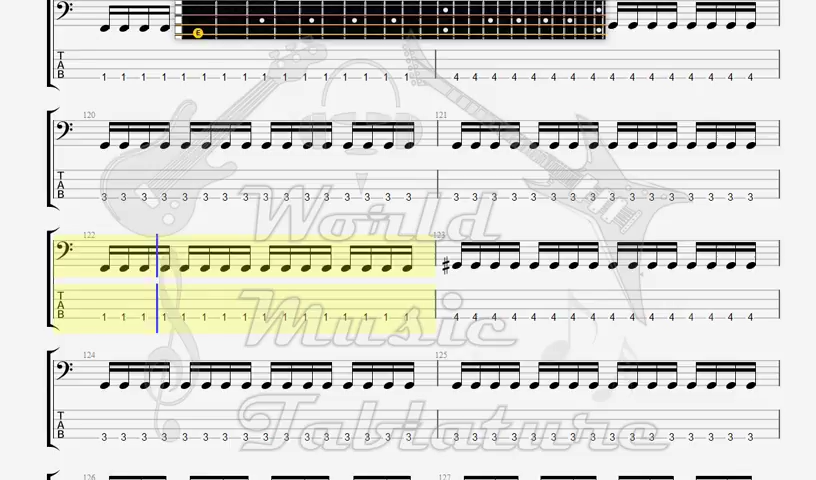 E
T
A
B 1 1 1 1 1 1 1 1 1 1 1 1 1 1 1 1 4 4 4 4 4 4 4 4 4 4 4 4 4 4 4 4
120 121
T
A
B 3 3 3 3 3 3 3 3 3 3 3 3 3 3 3 3 3 3 3 3 3 3 3 3 3 3 3 3 3 3 3 3
World
122 123
T
A
B 1 1 1 1 1 1 1 1 1 1 1 1 1 1 1 1 4 4 4 4 4 4 4 4 4 4 4 4 4 4 4 4
Music
124 125
T
A
B 3 3 3 3 3 3 3 3 3 3 3 3 3 3 3 3 3 3 3 3 3 3 3 3 3 3 3 3 3 3 3 3
Tablature
126 127